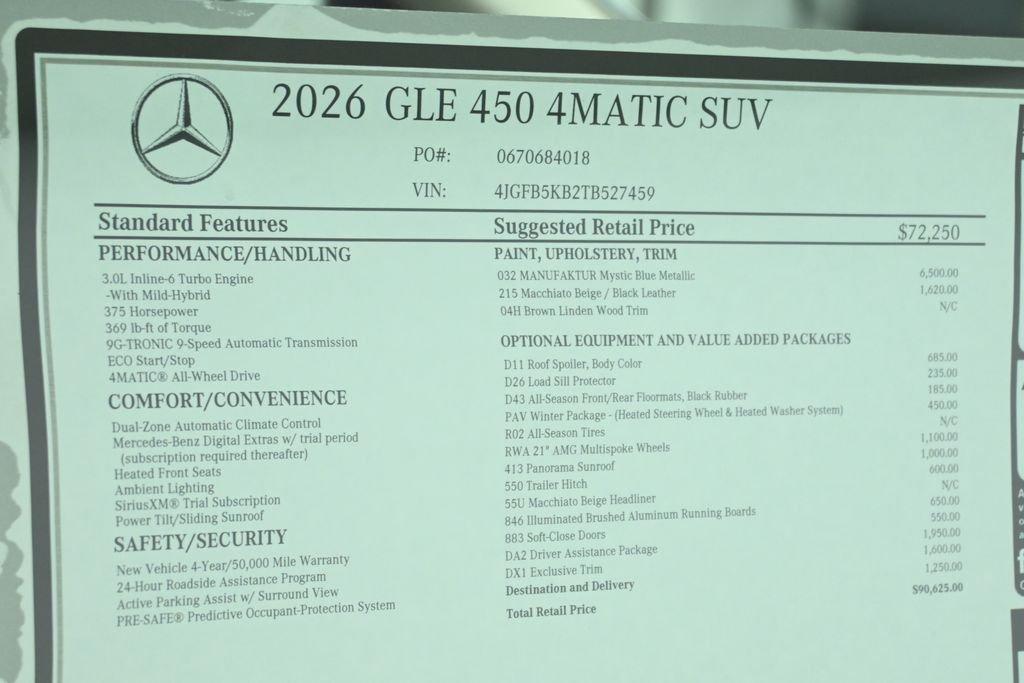 2026 GLE 450 4MATIC SUV
PO#: 0670684018
VIN: 4JGFB5KB2TB527459
Standard Features
Suggested Retail Price $72,250
PERFORMANCE/HANDLING
3.0L Inline-6 Turbo Engine
-With Mild-Hybrid
375 Horsepower
369 lb-ft of Torque
9G-TRONIC 9-Speed Automatic Transmission
ECO Start/Stop
4MATIC® All-Wheel Drive
COMFORT/CONVENIENCE
Dual-Zone Automatic Climate Control
Mercedes-Benz Digital Extras w/ trial period
(subscription required thereafter)
Heated Front Seats
Ambient Lighting
SiriusXM® Trial Subscription
Power Tilt/Sliding Sunroof
SAFETY/SECURITY
New Vehicle 4-Year/50,000 Mile Warranty
24-Hour Roadside Assistance Program
Active Parking Assist w/ Surround View
PRE-SAFE® Predictive Occupant-Protection System
PAINT, UPHOLSTERY, TRIM
032 MANUFAKTUR Mystic Blue Metallic 6,500.00
215 Macchiato Beige / Black Leather 1,620.00
04H Brown Linden Wood Trim N/C
OPTIONAL EQUIPMENT AND VALUE ADDED PACKAGES
D11 Roof Spoiler, Body Color 685.00
D26 Load Sill Protector 235.00
D43 All-Season Front/Rear Floormats, Black Rubber 185.00
PAV Winter Package - (Heated Steering Wheel & Heated Washer System) 450.00
R02 All-Season Tires N/C
RWA 21" AMG Multispoke Wheels 1,100.00
413 Panorama Sunroof 1,000.00
550 Trailer Hitch 600.00
55U Macchiato Beige Headliner N/C
846 Illuminated Brushed Aluminum Running Boards 650.00
883 Soft-Close Doors 550.00
DA2 Driver Assistance Package 1,950.00
DX1 Exclusive Trim 1,600.00
Destination and Delivery 1,250.00
Total Retail Price $90,625.00